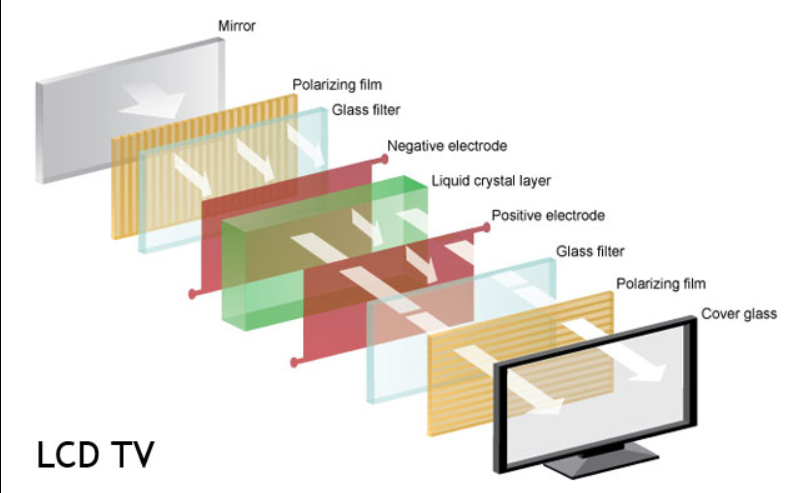 Mirror
Polarizing film
Glass filter
Negative electrode
Liquid crystal layer
Positive electrode
Glass filter
Polarizing film
Cover glass
LCD TV